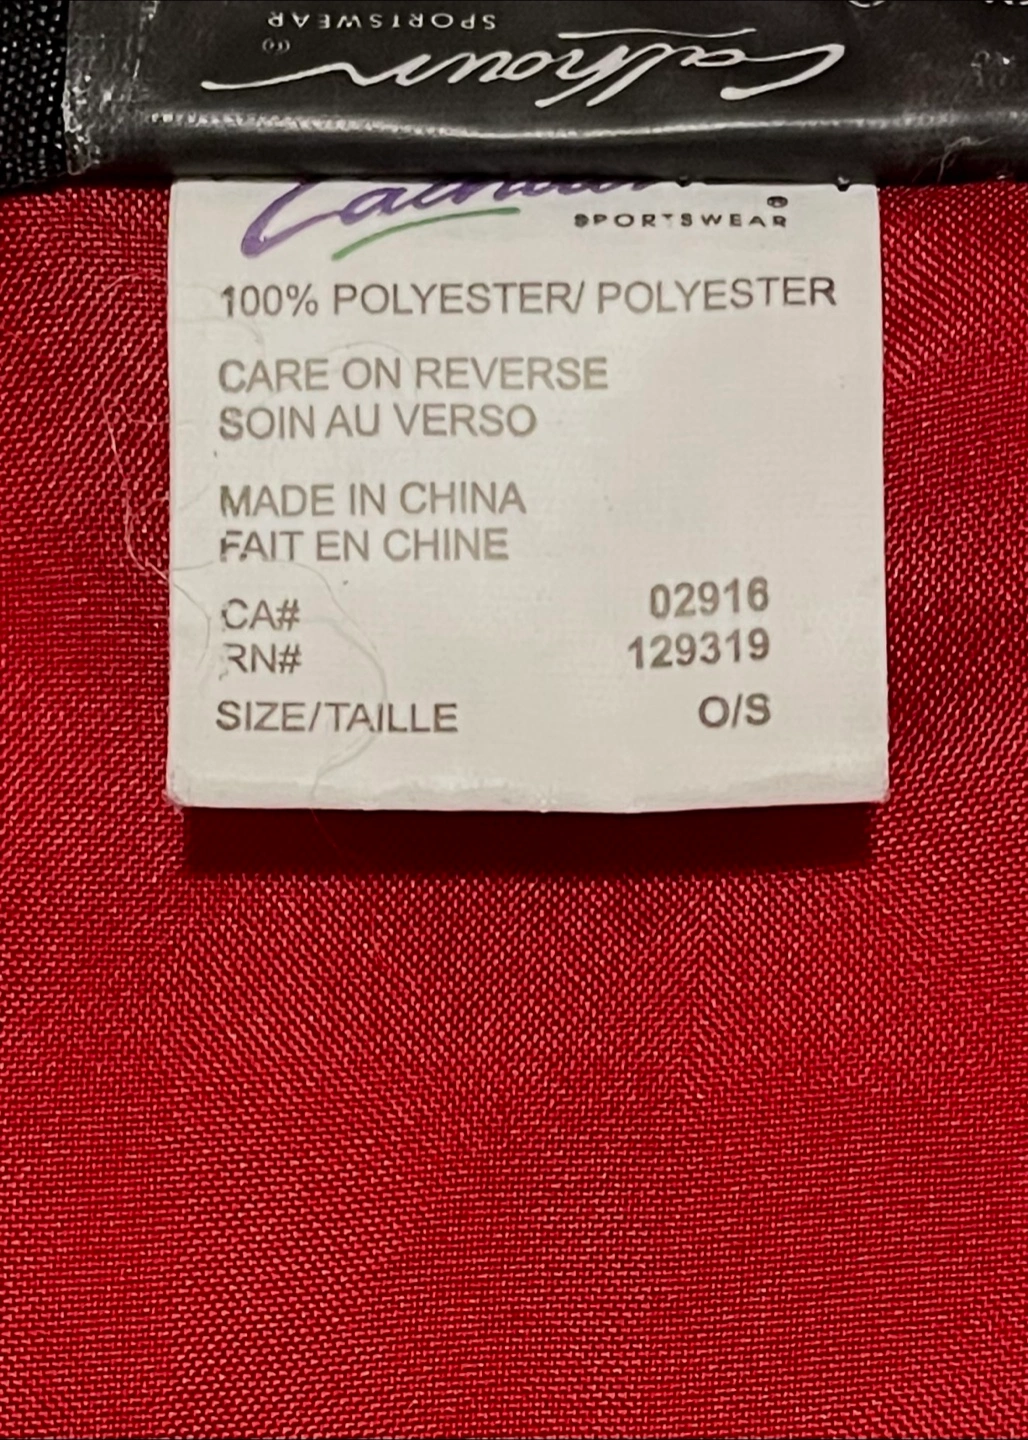 Calhoun
SPORTSWEAR
Calhoun
SPORTSWEAR
100% POLYESTER/ POLYESTER
CARE ON REVERSE
SOIN AU VERSO
MADE IN CHINA
FAIT EN CHINE
CA# 02916
RN# 129319
SIZE/TAILLE O/S